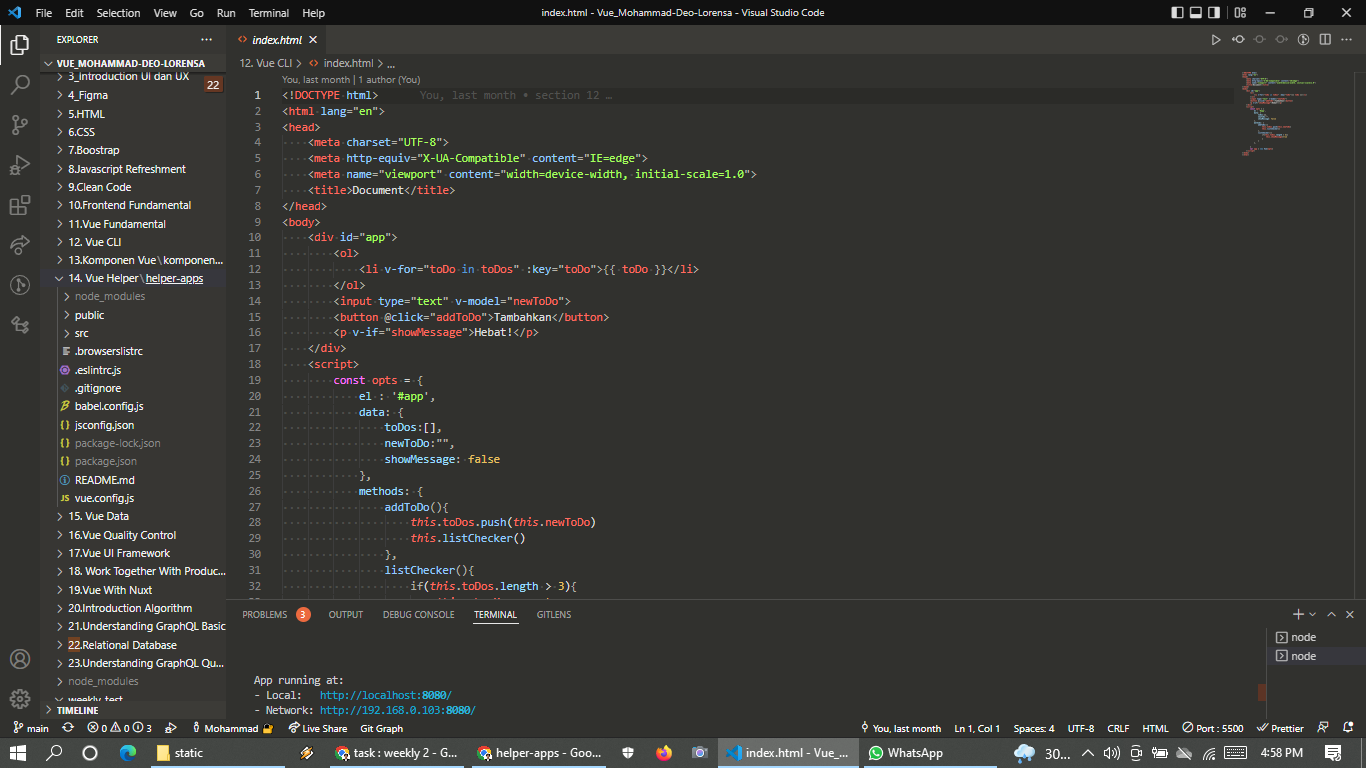 File Edit Selection View Go Run Terminal Help
index.html - Vue_Mohammad-Deo-Lorensa - Visual Studio Code
EXPLORER
VUE_MOHAMMAD-DEO-LORENSA
3_Introduction UI dan UX
22
4_Figma
5.HTML
6.CSS
7.Boostrap
8.Javascript Refreshment
9.Clean Code
10.Frontend Fundamental
11.Vue Fundamental
12. Vue CLI
13.Komponen Vue\komponen...
14. Vue Helper\helper-apps
node_modules
public
src
.browserslistrc
.eslintrc.js
.gitignore
babel.config.js
jsconfig.json
package-lock.json
package.json
README.md
vue.config.js
15. Vue Data
16.Vue Quality Control
17.Vue UI Framework
18. Work Together With Produc...
19.Vue With Nuxt
20.Introduction Algorithm
21.Understanding GraphQL Basic
22.Relational Database
23.Understanding GraphQL Qu...
node_modules
weekly_test
TIMELINE
index.html
12. Vue CLI > index.html > ...
You, last month | 1 author (You)
1 <!DOCTYPE html> You, last month • section 12 …
2 <html lang="en">
3 <head>
4 <meta charset="UTF-8">
5 <meta http-equiv="X-UA-Compatible" content="IE=edge">
6 <meta name="viewport" content="width=device-width, initial-scale=1.0">
7 <title>Document</title>
8 </head>
9 <body>
10 <div id="app">
11 <ol>
12 <li v-for="toDo in toDos" :key="toDo">{{ toDo }}</li>
13 </ol>
14 <input type="text" v-model="newToDo">
15 <button @click="addToDo">Tambahkan</button>
16 <p v-if="showMessage">Hebat!</p>
17 </div>
18 <script>
19 const opts = {
20 el : '#app',
21 data: {
22 toDos:[],
23 newToDo:"",
24 showMessage: false
25 },
26 methods: {
27 addToDo(){
28 this.toDos.push(this.newToDo)
29 this.listChecker()
30 },
31 listChecker(){
32 if(this.toDos.length > 3){
PROBLEMS 3 OUTPUT DEBUG CONSOLE TERMINAL GITLENS
node
node
App running at:
- Local: http://localhost:8080/
- Network: http://192.168.0.103:8080/
main 0 0 3 Mohammad Live Share Git Graph
You, last month Ln 1, Col 1 Spaces: 4 UTF-8 CRLF HTML Port : 5500 Prettier
static
task : weekly 2 - G...
helper-apps - Goo...
index.html - Vue_...
WhatsApp
30...
4:58 PM